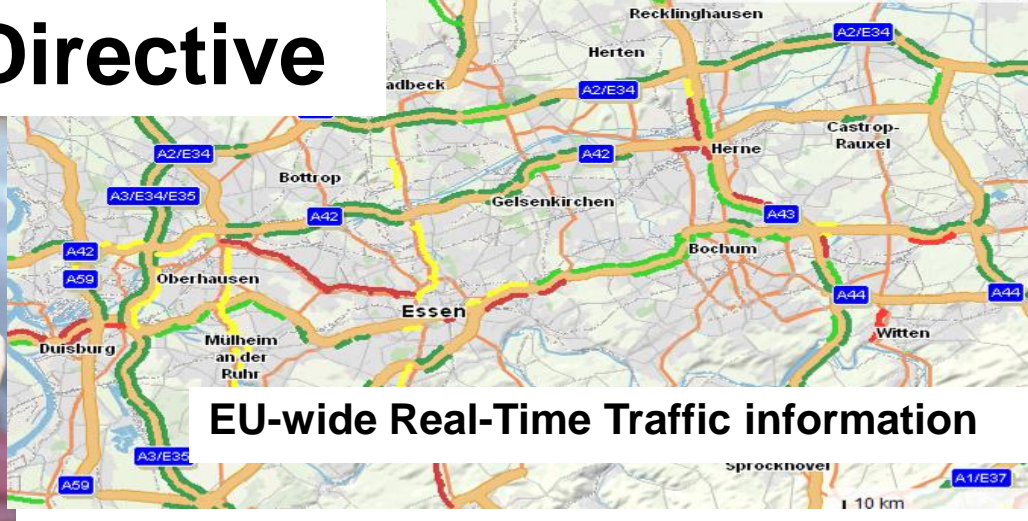 Directive
Recklinghausen
A2/E34
Herten
adbeck
A2/E34
Castrop-
Rauxel
A2/E34
A42
Herne
Bottrop
A3/E34/E35
Gelsenkirchen
A42
A43
A42
Bochum
A59
Oberhausen
A44
A44
Essen
Duisburg
Mülheim
an der
Ruhr
Witten
EU-wide Real-Time Traffic information
A3/E35
Sprockhövel
A59
A1/E37
10 km